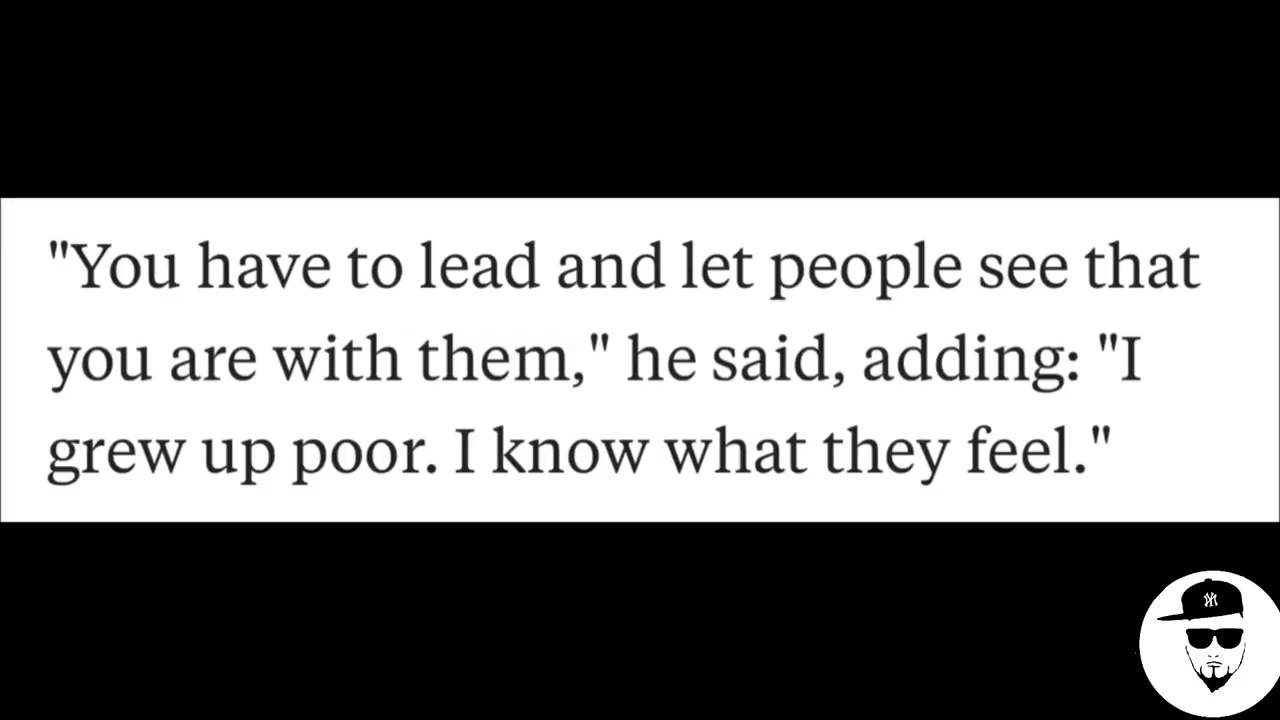 "You have to lead and let people see that
you are with them," he said, adding: "I
grew up poor. I know what they feel."